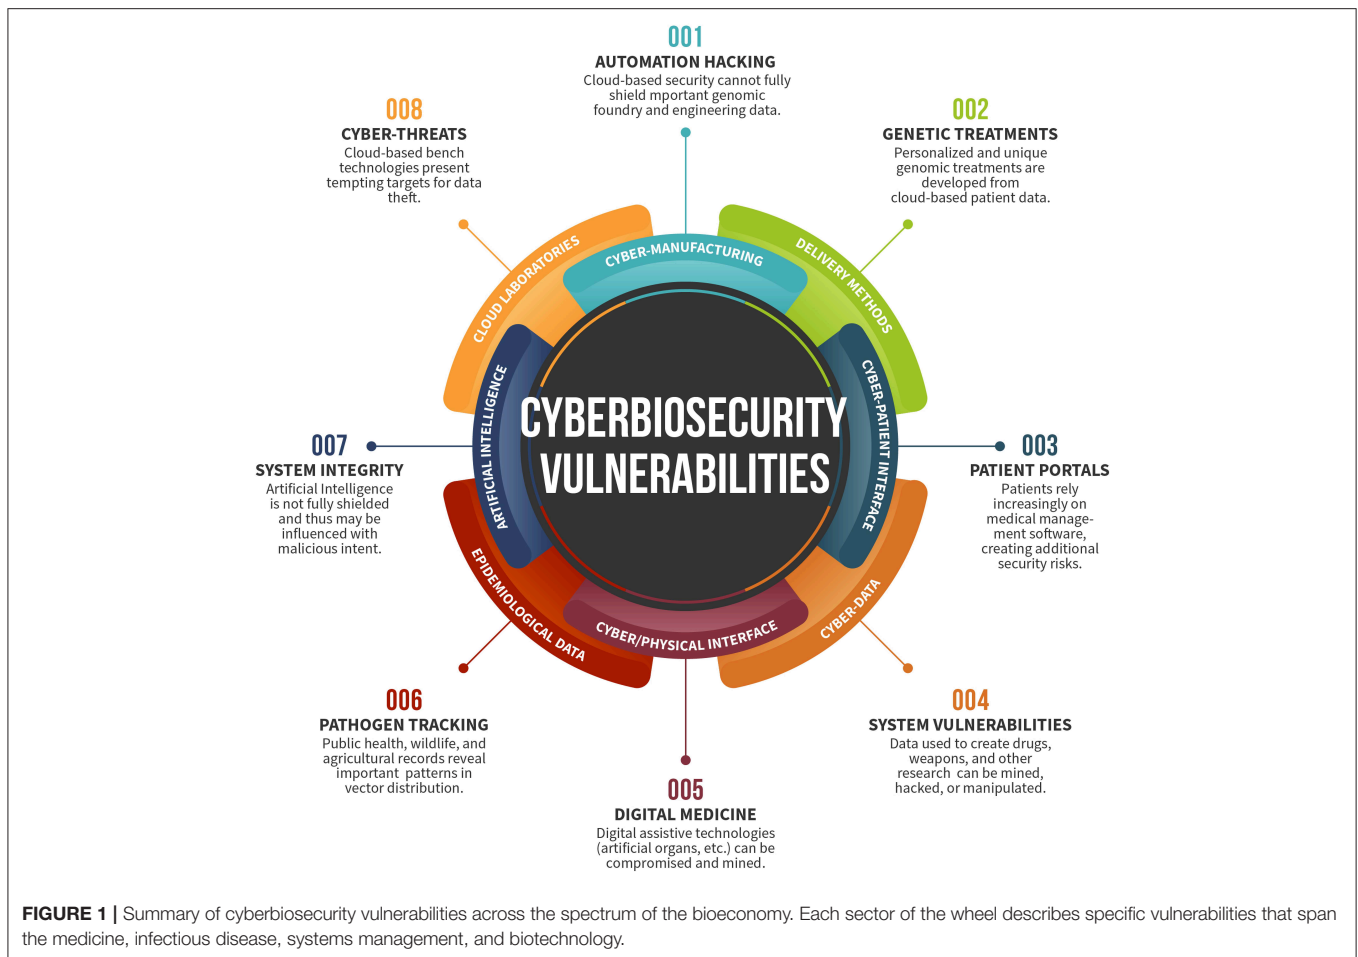 001
AUTOMATION HACKING
Cloud-based security cannot fully
shield mportant genomic
foundry and engineering data.
002
GENETIC TREATMENTS
Personalized and unique
genomic treatments are
developed from
cloud-based patient data.
003
PATIENT PORTALS
Patients rely
increasingly on
medical manage-
ment software,
creating additional
security risks.
004
SYSTEM VULNERABILITIES
Data used to create drugs,
weapons, and other
research can be mined,
hacked, or manipulated.
005
DIGITAL MEDICINE
Digital assistive technologies
(artificial organs, etc.) can be
compromised and mined.
006
PATHOGEN TRACKING
Public health, wildlife, and
agricultural records reveal
important patterns in
vector distribution.
007
SYSTEM INTEGRITY
Artificial Intelligence
is not fully shielded
and thus may be
influenced with
malicious intent.
008
CYBER-THREATS
Cloud-based bench
technologies present
tempting targets for data
theft.
CYBER-MANUFACTURING
DELIVERY METHODS
CYBER-PATIENT INTERFACE
CYBER-DATA
CYBER/PHYSICAL INTERFACE
EPIDEMIOLOGICAL DATA
ARTIFICIAL INTELLIGENCE
CLOUD LABORATORIES
CYBERBIOSECURITY
VULNERABILITIES
FIGURE 1 | Summary of cyberbiosecurity vulnerabilities across the spectrum of the bioeconomy. Each sector of the wheel describes specific vulnerabilities that span
the medicine, infectious disease, systems management, and biotechnology.